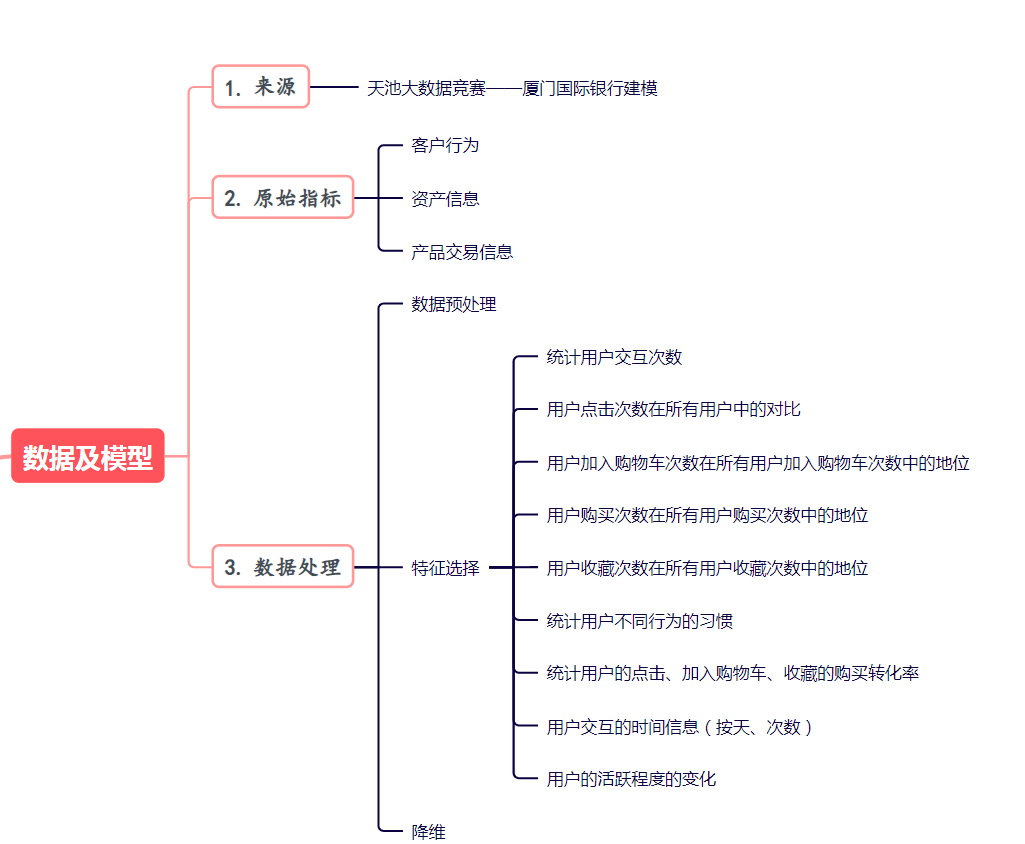 1. 来源
天池大数据竞赛——厦门国际银行建模
客户行为
2. 原始指标
资产信息
产品交易信息
数据预处理
统计用户交互次数
用户点击次数在所有用户中的对比
数据及模型
用户加入购物车次数在所有用户加入购物车次数中的地位
用户购买次数在所有用户购买次数中的地位
3. 数据处理
特征选择
用户收藏次数在所有用户收藏次数中的地位
统计用户不同行为的习惯
统计用户的点击、加入购物车、收藏的购买转化率
用户交互的时间信息（按天、次数）
用户的活跃程度的变化
降维